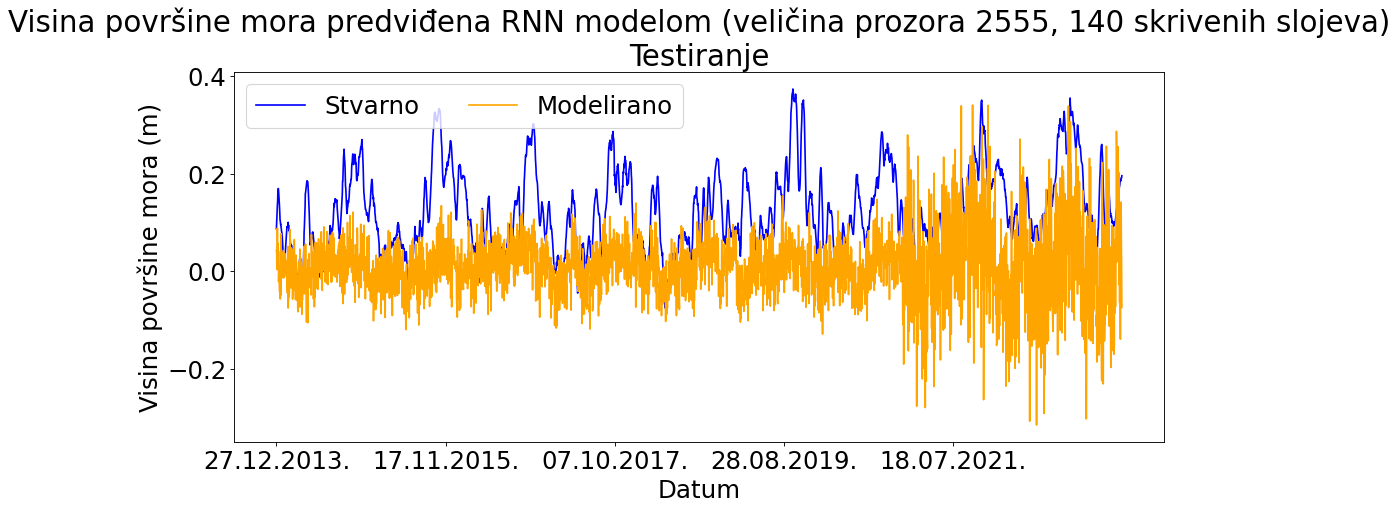 Visina površine mora predviđena RNN modelom (veličina prozora 2555, 140 skrivenih slojeva)
Testiranje
Stvarno Modelirano
Visina površine mora (m)
0.4
0.2
0.0
−0.2
27.12.2013. 17.11.2015. 07.10.2017. 28.08.2019. 18.07.2021.
Datum